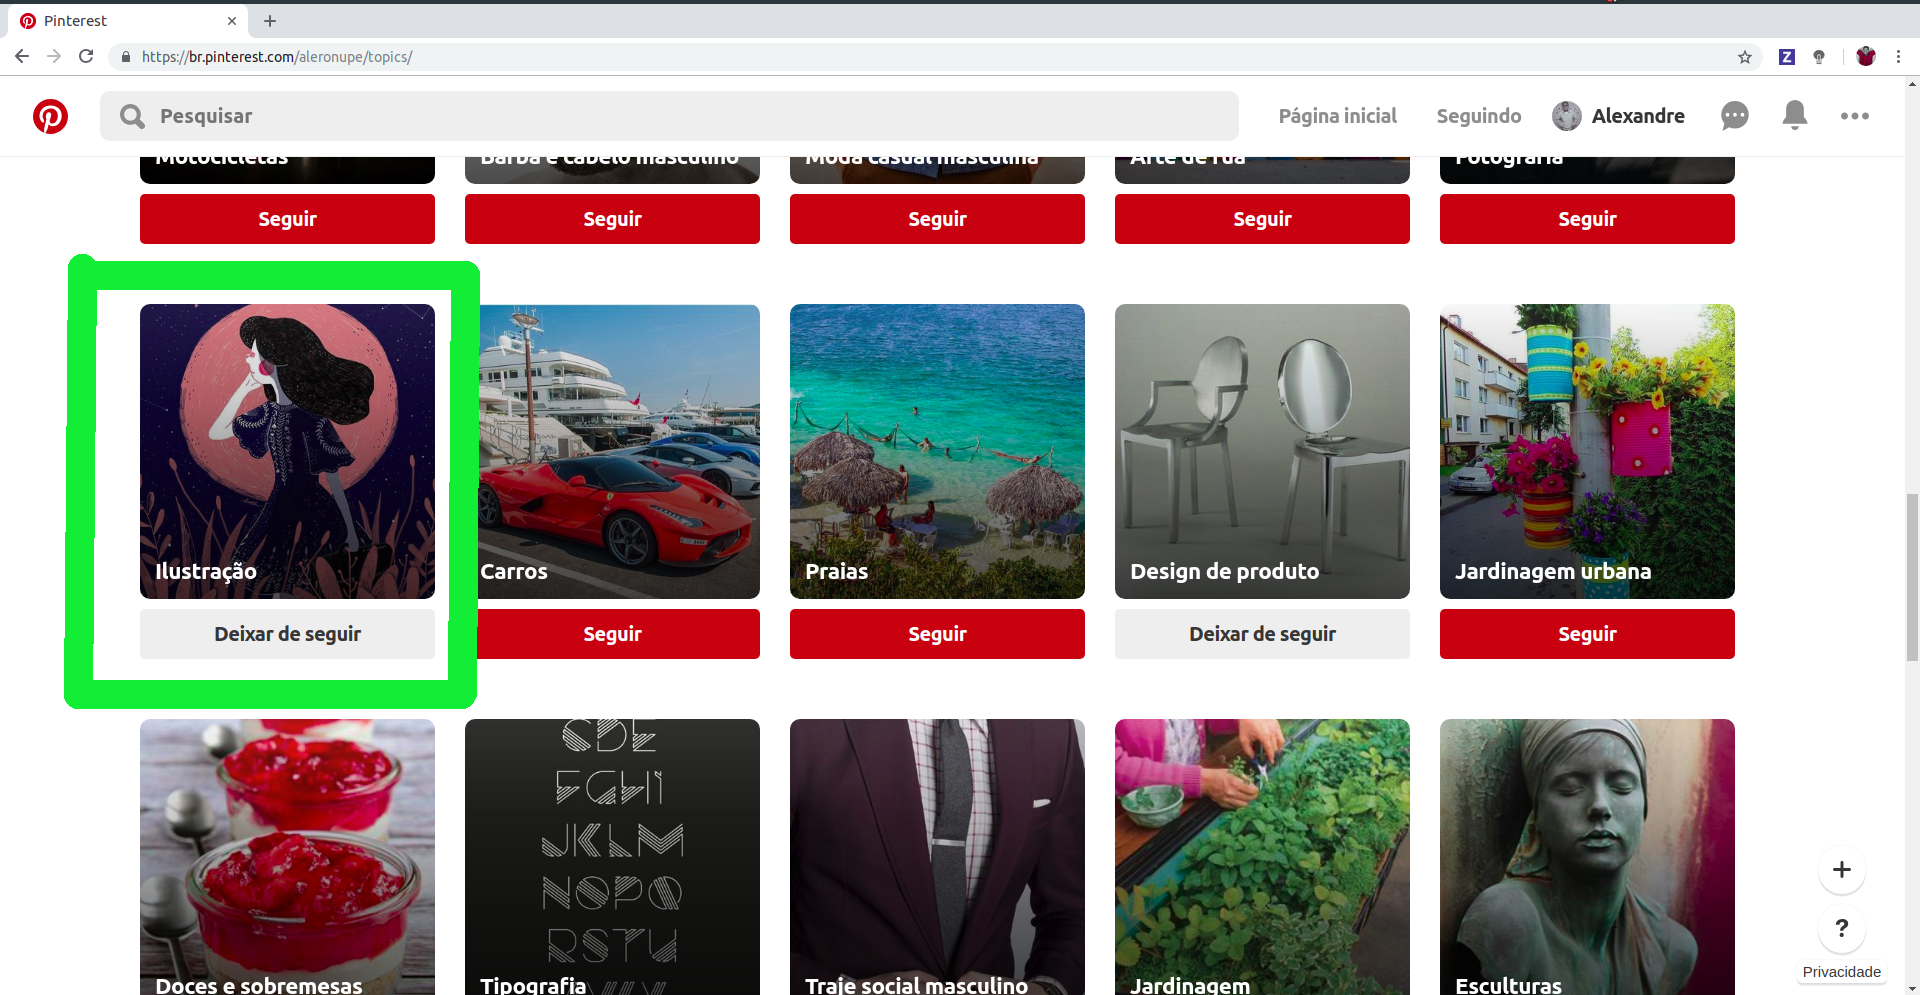 Pinterest
https://br.pinterest.com/aleronupe/topics/
Pesquisar
Página inicial
Seguindo
Alexandre
Motocicletas
Barba e cabelo masculino
Moda casual masculina
Arte de rua
Fotografia
Seguir
Seguir
Seguir
Seguir
Seguir
Ilustração
Carros
Praias
Design de produto
Jardinagem urbana
Deixar de seguir
Seguir
Seguir
Deixar de seguir
Seguir
CDE
FGHI
JKLM
NOPQ
RSTU
Doces e sobremesas
Tipografia
Traje social masculino
Jardinagem
Esculturas
+
?
Privacidade